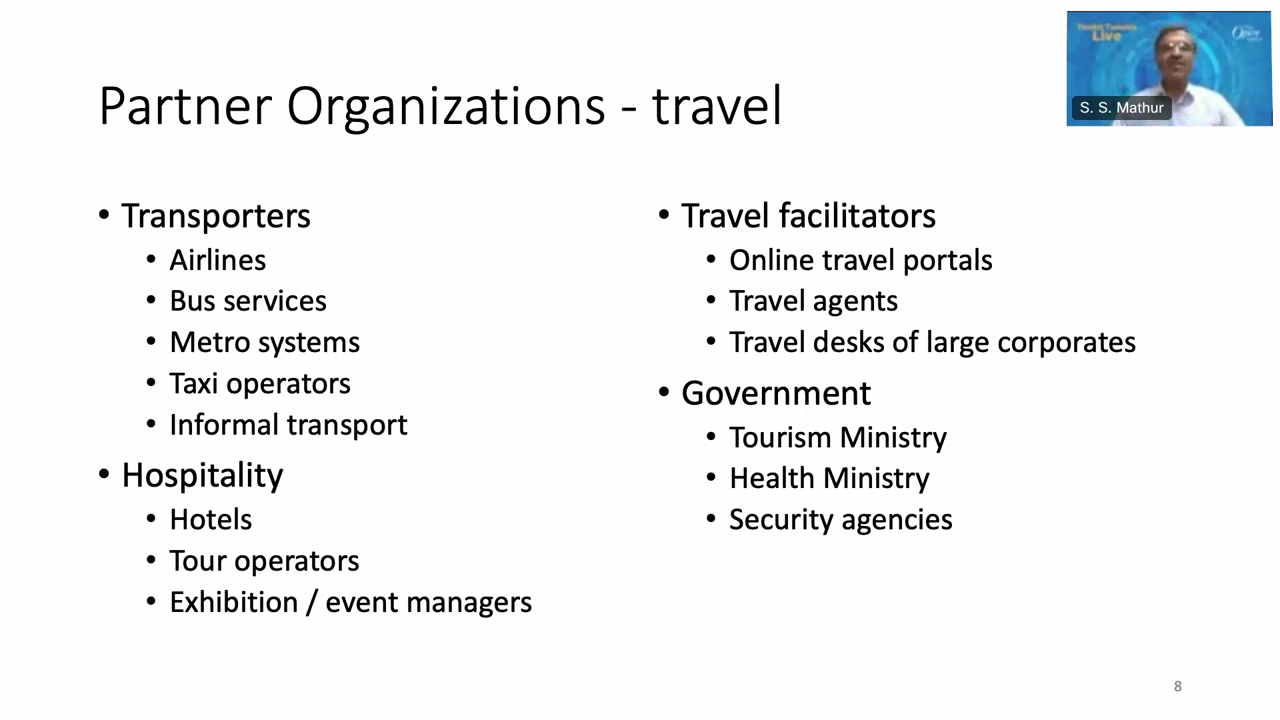 Partner Organizations - travel
• Transporters
• Airlines
• Bus services
• Metro systems
• Taxi operators
• Informal transport
• Hospitality
• Hotels
• Tour operators
• Exhibition / event managers
• Travel facilitators
• Online travel portals
• Travel agents
• Travel desks of large corporates
• Government
• Tourism Ministry
• Health Ministry
• Security agencies
Live
Open
S. S. Mathur
8